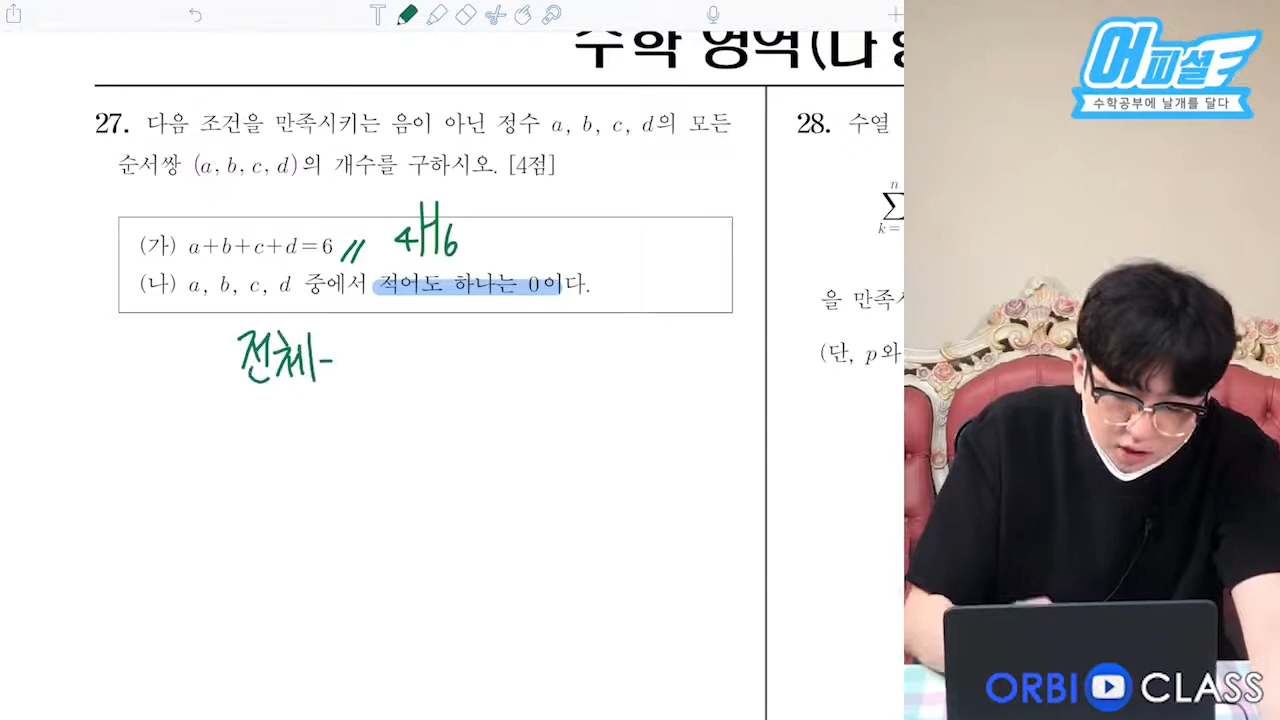 수학 영역(나
27. 다음 조건을 만족시키는 음이 아닌 정수 a, b, c, d의 모든
순서쌍 (a, b, c, d)의 개수를 구하시오. [4점]
(가) a+b+c+d=6
₄H₆
(나) a, b, c, d 중에서 적어도 하나는 0이다.
전체-
28. 수열
n
∑
k=
을 만족시
(단, p와
어피셜
수학공부에 날개를 달다
ORBI CLASS